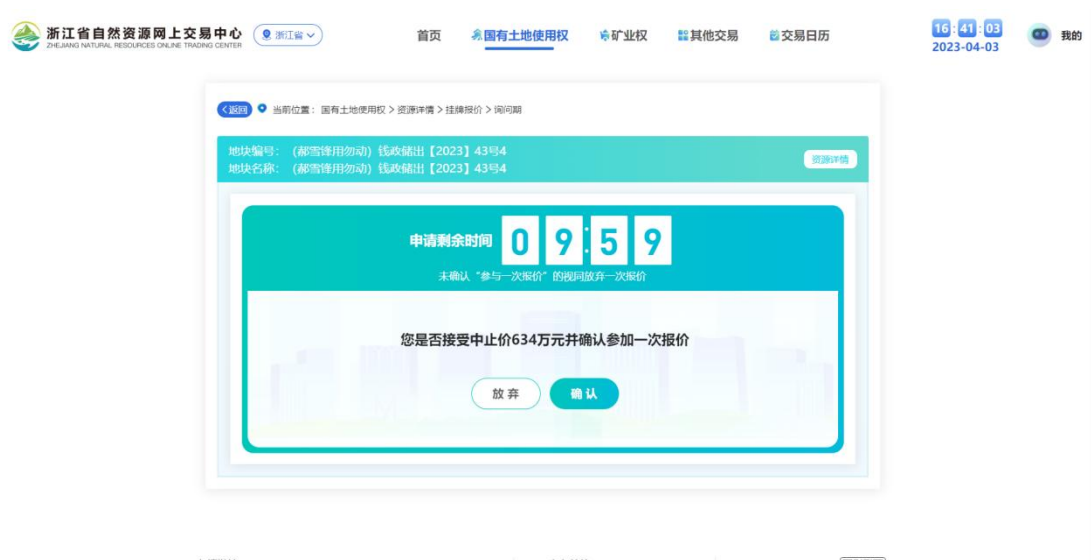 浙江省自然资源网上交易中心
ZHEJIANG NATURAL RESOURCES ONLINE TRADING CENTER
浙江省
首页 国有土地使用权 矿业权 其他交易 交易日历
16:41:03
2023-04-03
我的
<返回 当前位置：国有土地使用权 > 资源详情 > 挂牌报价 > 询问期
地块编号： (郝雪锋用勿动) 钱政储出【2023】43号4
地块名称： (郝雪锋用勿动) 钱政储出【2023】43号4
资源详情
申请剩余时间 09:59
未确认“参与一次报价”的视同放弃一次报价
您是否接受中止价634万元并确认参加一次报价
放弃 确认